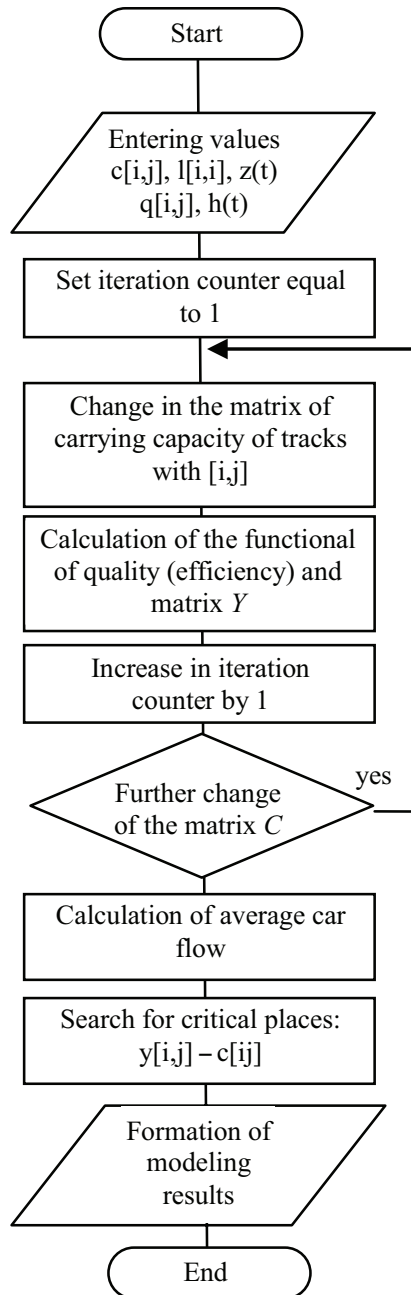 Start
Entering values
c[i,j], l[i,i], z(t)
q[i,j], h(t)
Set iteration counter equal
to 1
Change in the matrix of
carrying capacity of tracks
with [i,j]
Calculation of the functional
of quality (efficiency) and
matrix Y
Increase in iteration
counter by 1
yes
Further change
of the matrix C
Calculation of average car
flow
Search for critical places:
y[i,j] – c[ij]
Formation of
modeling
results
End